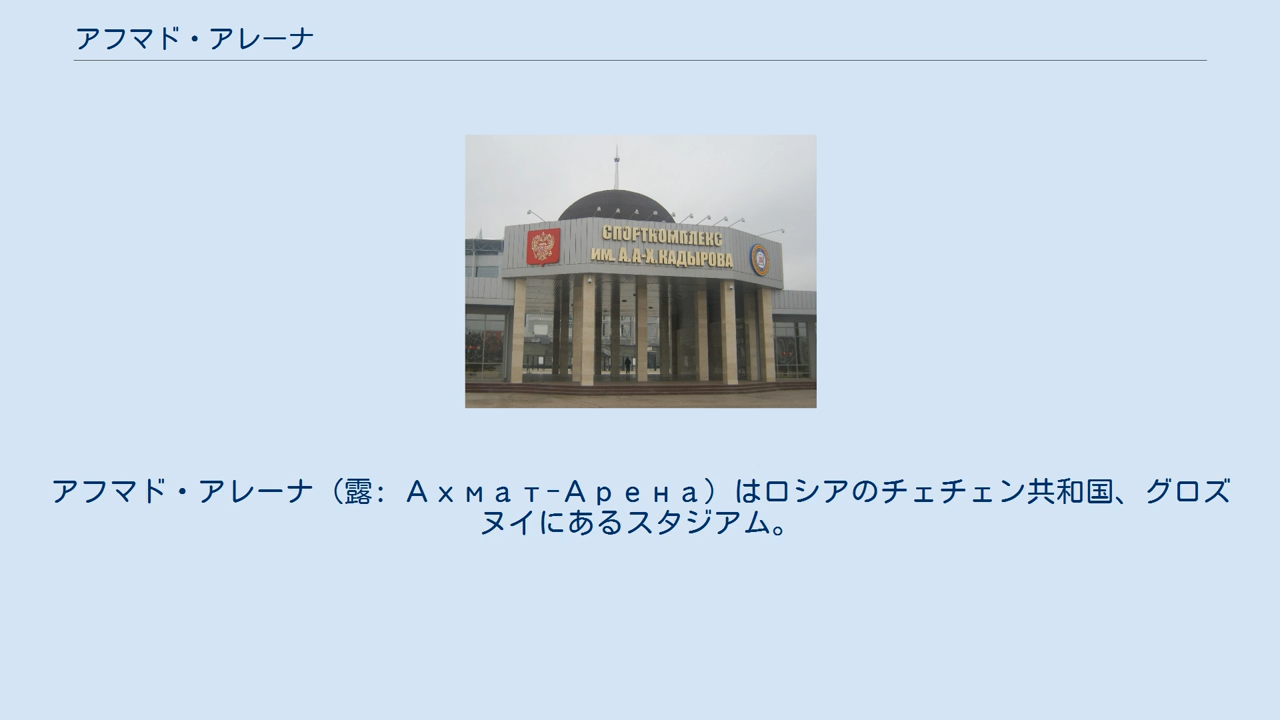 アフマド・アレーナ
СПОРТКОМПЛЕКС
ИМ. А.А-Х. КАДЫРОВА
アフマド・アレーナ（露: Ахмат-Арена）はロシアのチェチェン共和国、グロズ
ヌイにあるスタジアム。